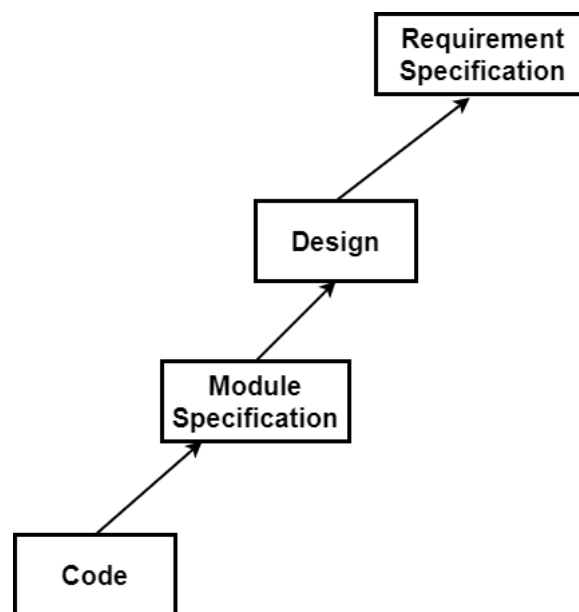 Requirement
Specification
Design
Module
Specification
Code